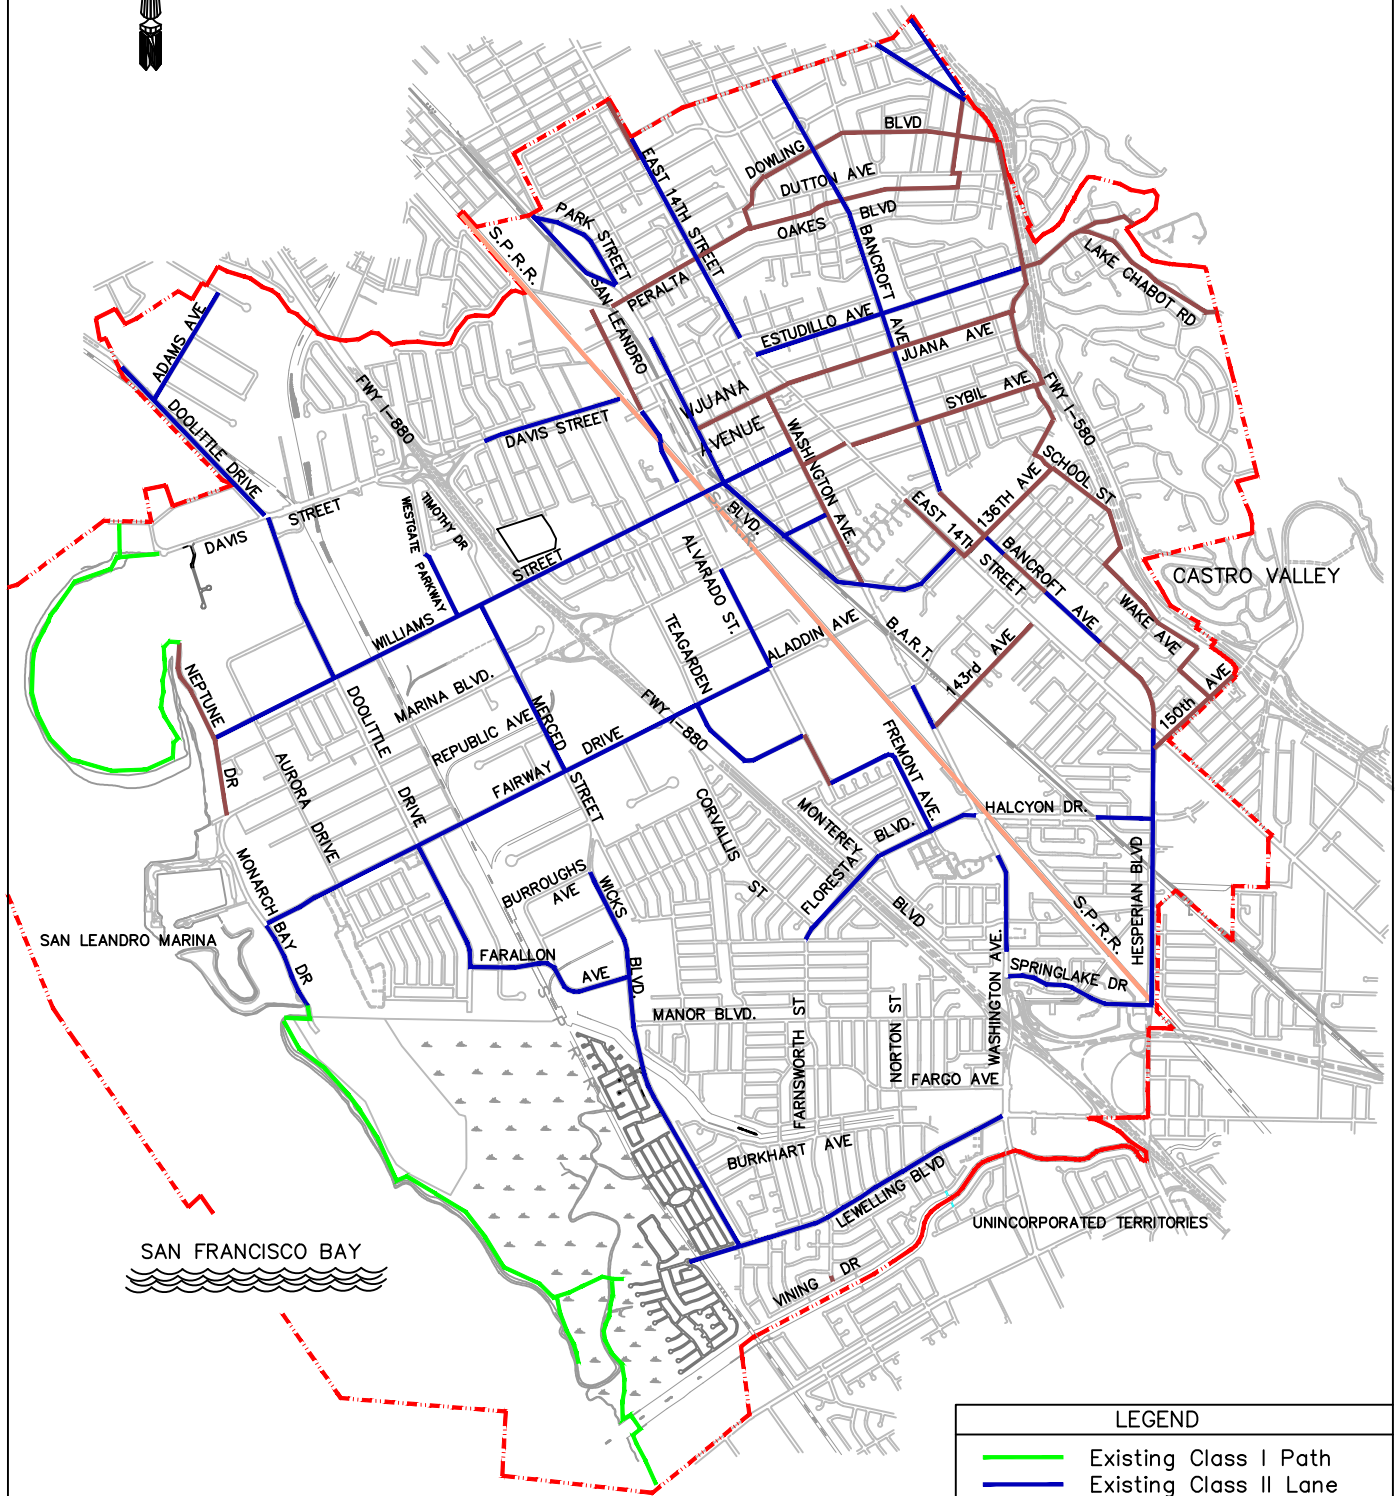 BLVD
DOWLING
EAST 14TH STREET
DUTTON AVE
PARK STREET
OAKES
BLVD
S.P.R.R.
BANCROFT
AVE
LAKE CHABOT RD
PERALTA
SAN LEANDRO
ADAMS AVE
ESTUDILLO AVE
JUANA AVE
FWY I-880
W.JUANA
AVENUE
SYBIL AVE
FWY I-580
DOOLITTLE DRIVE
DAVIS STREET
WASHINGTON AVE.
SCHOOL ST
136TH AVE
DAVIS
STREET
WESTGATE PARKWAY
TIMOTHY DR
BLVD.
EAST 14TH
STREET
STREET
ALVARADO ST.
BANCROFT AVE
CASTRO VALLEY
WAKE AVE
WILLIAMS
TEAGARDEN
ALADDIN AVE
B.A.R.T.
143rd AVE
NEPTUNE
DR
MARINA BLVD.
DOOLITTLE
DRIVE
MERCED
STREET
FWY I-880
150th AVE
REPUBLIC AVE
DRIVE
FAIRWAY
FREMONT AVE.
AURORA DRIVE
CORVALLIS
ST
MONTEREY
BLVD
HALCYON DR.
BLVD.
FLORESTA
HESPERIAN BLVD
MONARCH BAY DR
BURROUGHS
AVE
WICKS
BLVD.
S.P.R.R.
SAN LEANDRO MARINA
FARALLON
AVE
WASHINGTON AVE.
SPRINGLAKE DR
MANOR BLVD.
FARNSWORTH ST
NORTON ST
FARGO AVE
BURKHART AVE
LEWELLING BLVD
UNINCORPORATED TERRITORIES
SAN FRANCISCO BAY
VINING DR
LEGEND
Existing Class I Path
Existing Class II Lane